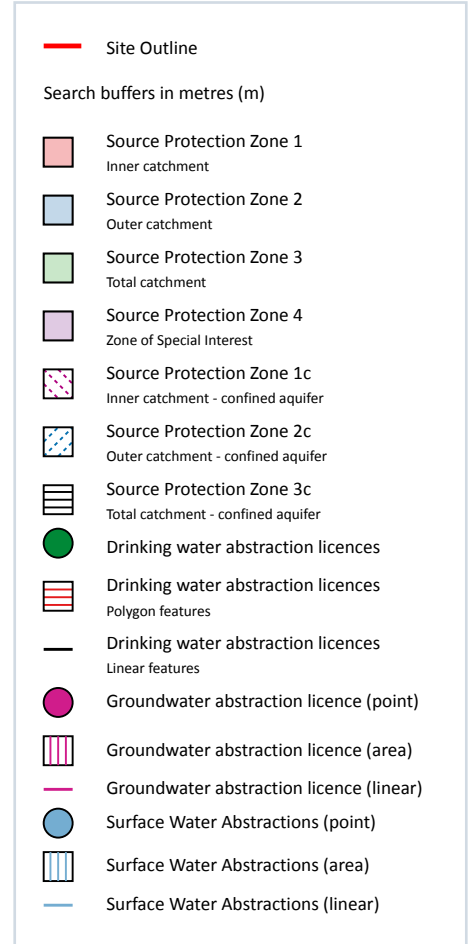 Site Outline
Search buffers in metres (m)
Source Protection Zone 1
Inner catchment
Source Protection Zone 2
Outer catchment
Source Protection Zone 3
Total catchment
Source Protection Zone 4
Zone of Special Interest
Source Protection Zone 1c
Inner catchment - confined aquifer
Source Protection Zone 2c
Outer catchment - confined aquifer
Source Protection Zone 3c
Total catchment - confined aquifer
Drinking water abstraction licences
Drinking water abstraction licences
Polygon features
Drinking water abstraction licences
Linear features
Groundwater abstraction licence (point)
Groundwater abstraction licence (area)
Groundwater abstraction licence (linear)
Surface Water Abstractions (point)
Surface Water Abstractions (area)
Surface Water Abstractions (linear)